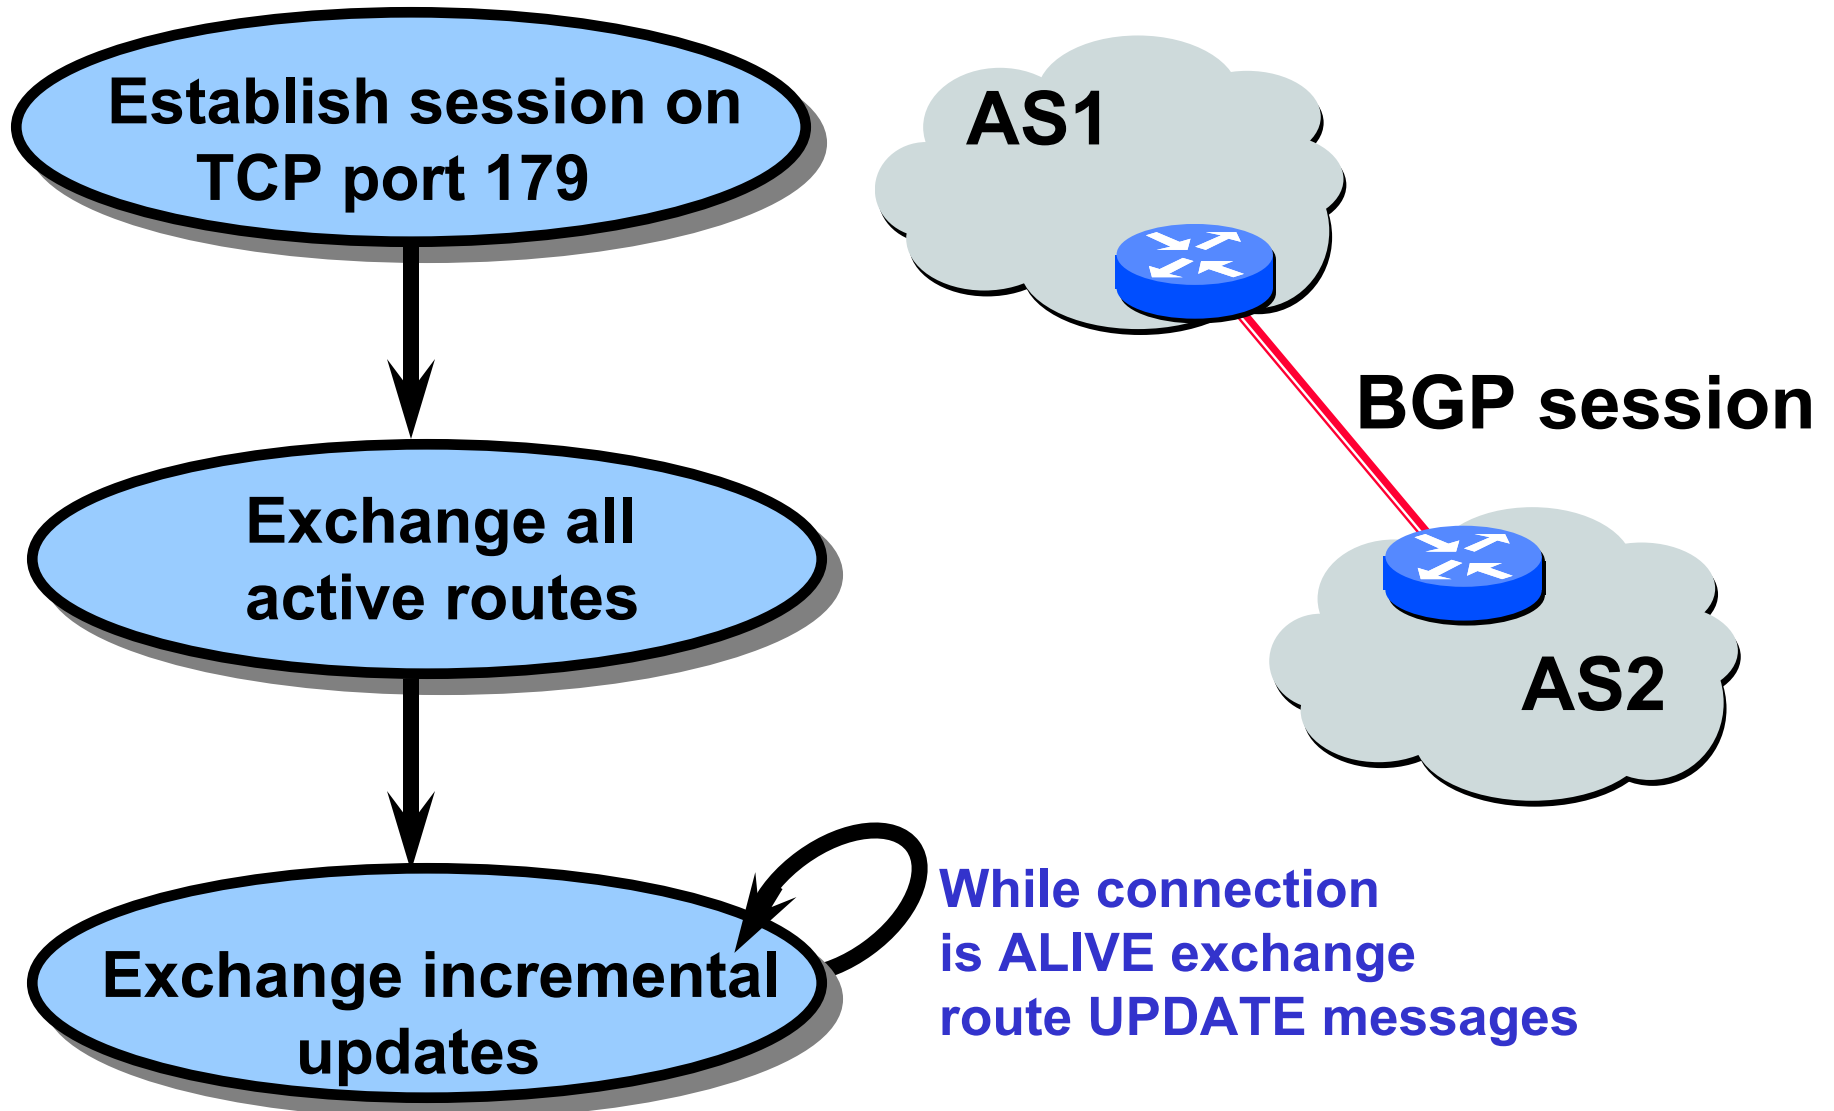 Establish session on
TCP port 179
Exchange all
active routes
Exchange incremental
updates
AS1
BGP session
AS2
While connection
is ALIVE exchange
route UPDATE messages